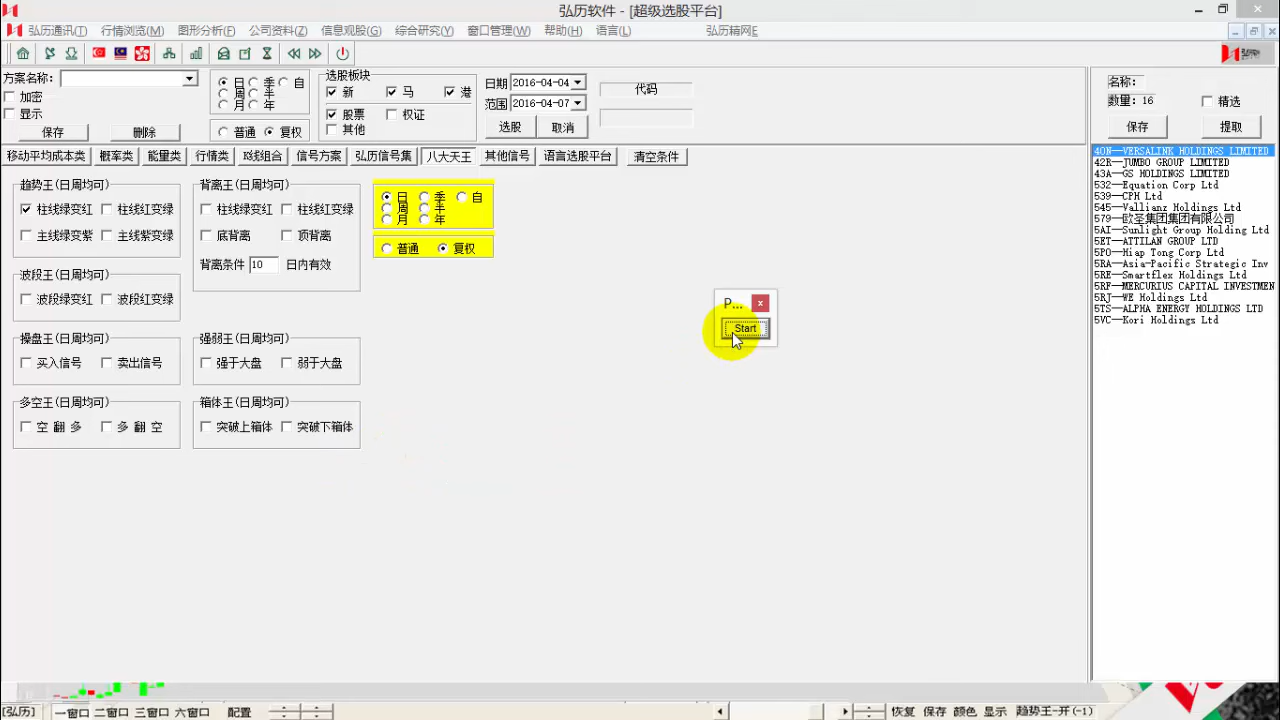 弘历软件 - [超级选股平台]
弘历通讯(T) 行情浏览(M) 图形分析(F) 公司资料(Z) 信息观股(G) 综合研究(Y) 窗口管理(W) 帮助(H) 语言(L) 弘历精网E
方案名称: 日 季 自 选股板块 日期 2016-04-04 代码 名称:
加密 周 半 新 马 港 范围 2016-04-07 数量: 16 精选
显示 月 年 股票 权证
保存 删除 普通 复权 其他 选股 取消 保存 提取
移动平均成本类 概率类 能量类 行情类 K线组合 信号方案 弘历信号集 八大天王 其他信号 语言选股平台 清空条件
趋势王(日周均可) 背离王(日周均可)
柱线绿变红 柱线红变绿 柱线绿变红 柱线红变绿
主线绿变紫 主线紫变绿 底背离 顶背离
背离条件 10 日内有效
日 季 自
周 半
月 年
普通 复权
波段王(日周均可)
波段绿变红 波段红变绿
操盘王(日周均可) 强弱王(日周均可)
买入信号 卖出信号 强于大盘 弱于大盘
多空王(日周均可) 箱体王(日周均可)
空 翻 多 多 翻 空 突破上箱体 突破下箱体
P... x
Start
4ON—VERSALINK HOLDINGS LIMITED
42R—JUMBO GROUP LIMITED
43A—GS HOLDINGS LIMITED
532—Equation Corp Ltd
539—CPH Ltd
545—Vallianz Holdings Ltd
579—欧圣集团集团有限公司
5AI—Sunlight Group Holding Ltd
5ET—ATTILAN GROUP LTD
5PO—Hiap Tong Corp Ltd
5RA—Asia-Pacific Strategic Inv
5RE—Smartflex Holdings Ltd
5RF—MERCURIUS CAPITAL INVESTMEN
5RJ—WE Holdings Ltd
5TS—ALPHA ENERGY HOLDINGS LTD
5VC—Kori Holdings Ltd
[弘历] 一窗口 二窗口 三窗口 六窗口 配置 恢复 保存 颜色 显示 趋势王-开(-1)